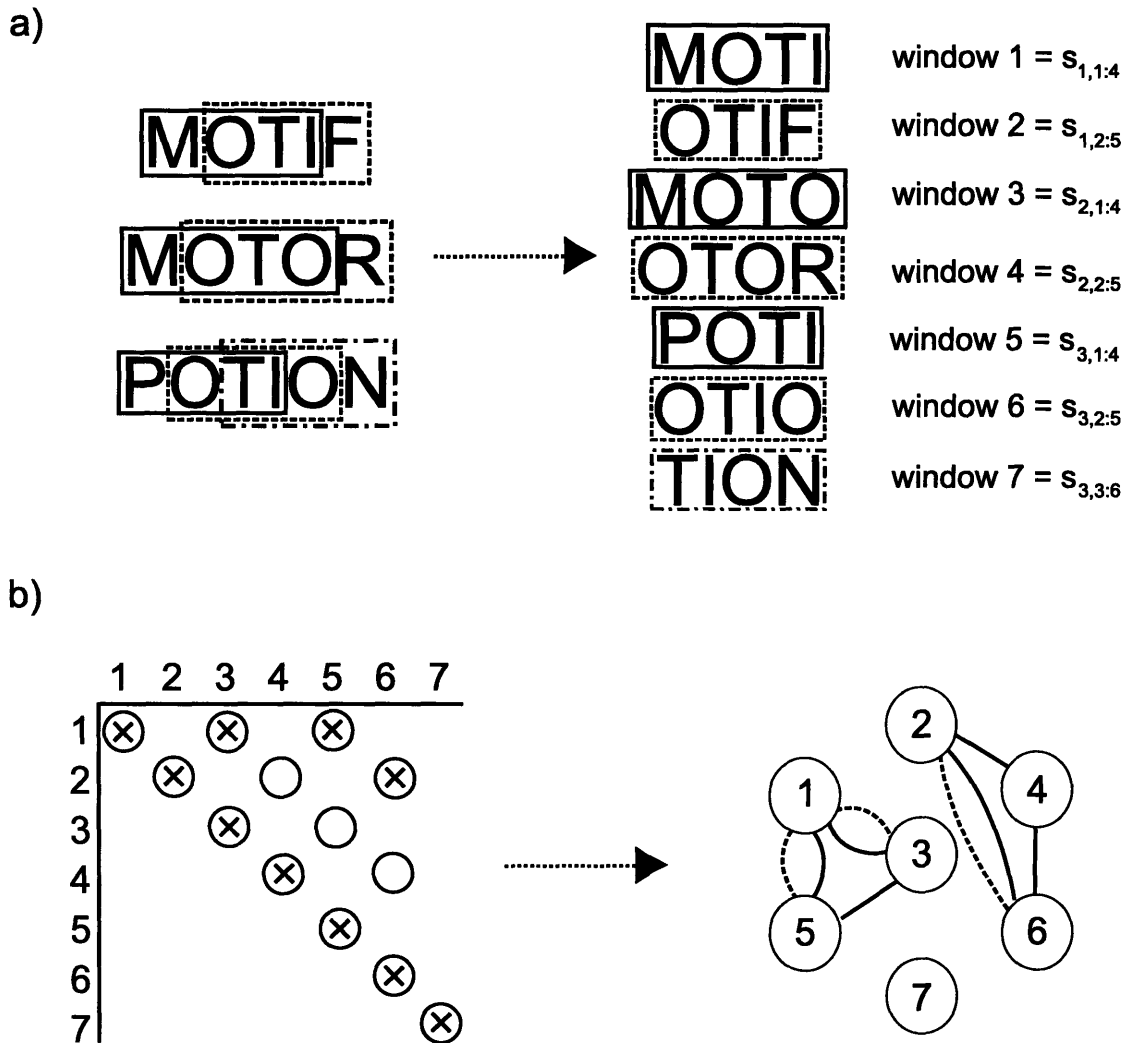 a)
MOTIF
MOTOR
POTION
MOTI window 1 = s1,1:4
OTIF window 2 = s1,2:5
MOTO window 3 = s2,1:4
OTOR window 4 = s2,2:5
POTI window 5 = s3,1:4
OTIO window 6 = s3,2:5
TION window 7 = s3,3:6
b)
1 2 3 4 5 6 7
1
2
3
4
5
6
7
2
1
4
3
5
6
7